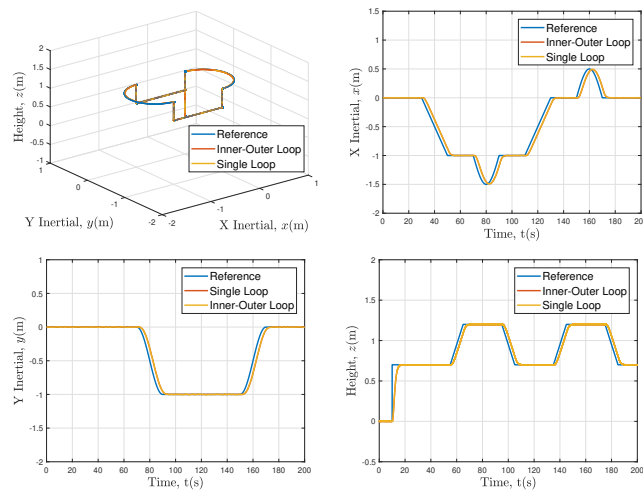 2
1.5
1
0.5
0
0.5
1
1
0
-1
-2
-2
-1
0
1
Height, z(m)
Y Inertial, y(m)
X Inertial, x(m)
Reference
Inner-Outer Loop
Single Loop
1.5
1
0.5
0
-0.5
-1
-1.5
-2
0 20 40 60 80 100 120 140 160 180 200
X Inertial, x(m)
Time, t(s)
Reference
Inner-Outer Loop
Single Loop
1
0.5
0
-0.5
-1
-1.5
-2
0 20 40 60 80 100 120 140 160 180 200
Y Inertial, y(m)
Time, t(s)
Reference
Single Loop
Inner-Outer Loop
2
1.5
1
0.5
0
-0.5
0 20 40 60 80 100 120 140 160 180 200
Height, z(m)
Time, t(s)
Reference
Inner-Outer Loop
Single Loop